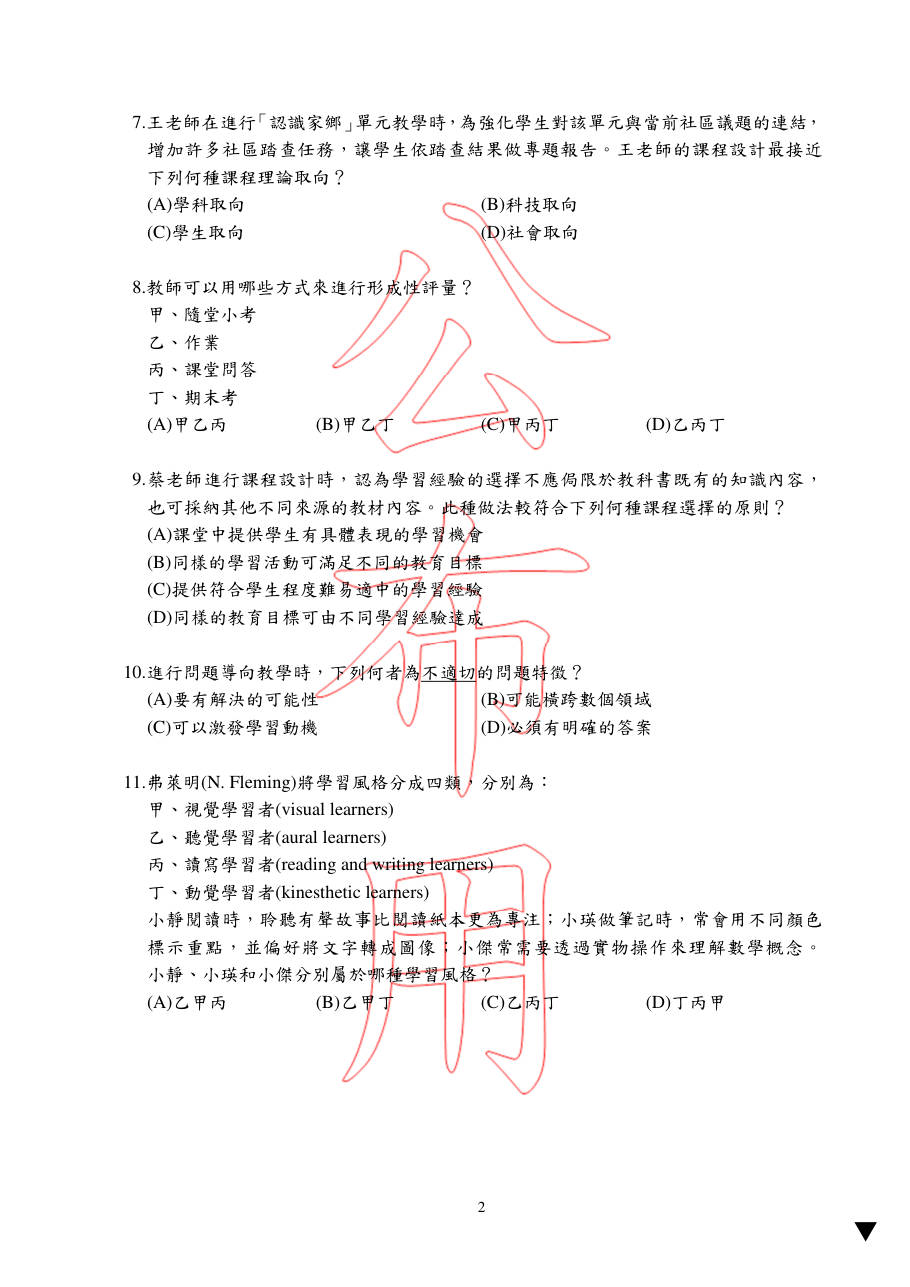 7.王老師在進行「認識家鄉」單元教學時，為強化學生對該單元與當前社區議題的連結，
增加許多社區踏查任務，讓學生依踏查結果做專題報告。王老師的課程設計最接近
下列何種課程理論取向？
(A)學科取向 (B)科技取向
(C)學生取向 (D)社會取向
8.教師可以用哪些方式來進行形成性評量？
甲、隨堂小考
乙、作業
丙、課堂問答
丁、期末考
(A)甲乙丙 (B)甲乙丁 (C)甲丙丁 (D)乙丙丁
9.蔡老師進行課程設計時，認為學習經驗的選擇不應侷限於教科書既有的知識內容，
也可採納其他不同來源的教材內容。此種做法較符合下列何種課程選擇的原則？
(A)課堂中提供學生有具體表現的學習機會
(B)同樣的學習活動可滿足不同的教育目標
(C)提供符合學生程度難易適中的學習經驗
(D)同樣的教育目標可由不同學習經驗達成
10.進行問題導向教學時，下列何者為不適切的問題特徵？
(A)要有解決的可能性 (B)可能橫跨數個領域
(C)可以激發學習動機 (D)必須有明確的答案
11.弗萊明(N. Fleming)將學習風格分成四類，分別為：
甲、視覺學習者(visual learners)
乙、聽覺學習者(aural learners)
丙、讀寫學習者(reading and writing learners)
丁、動覺學習者(kinesthetic learners)
小靜閱讀時，聆聽有聲故事比閱讀紙本更為專注；小瑛做筆記時，常會用不同顏色
標示重點，並偏好將文字轉成圖像；小傑常需要透過實物操作來理解數學概念。
小靜、小瑛和小傑分別屬於哪種學習風格？
(A)乙甲丙 (B)乙甲丁 (C)乙丙丁 (D)丁丙甲
公布用
2